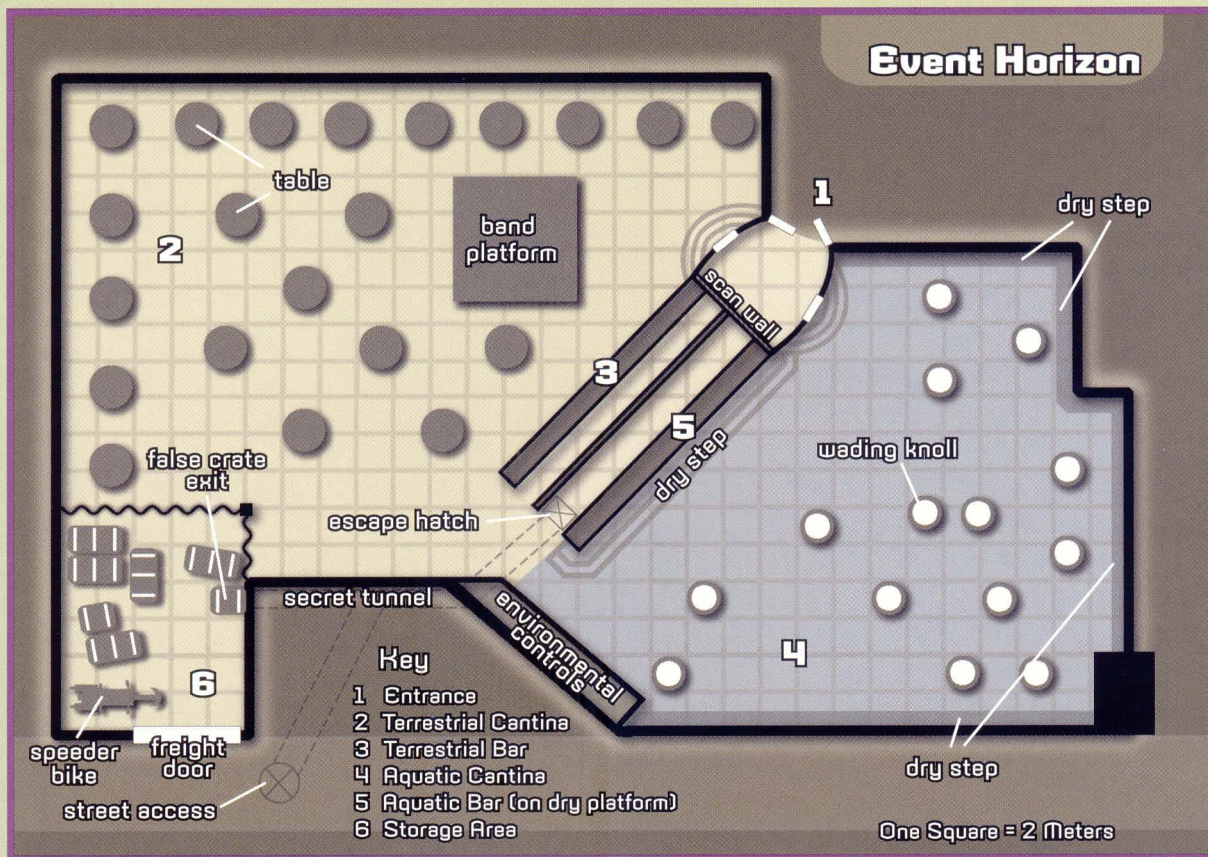 Event Horizon
1
dry step
table
2
band
platform
scan wall
3
5
dry step
wading knoll
false crate
exit
escape hatch
secret tunnel
environmental
controls
4
6
speeder
bike
freight
door
street access
dry step
Key
1 Entrance
2 Terrestrial Cantina
3 Terrestrial Bar
4 Aquatic Cantina
5 Aquatic Bar (on dry platform)
6 Storage Area
One Square = 2 Meters